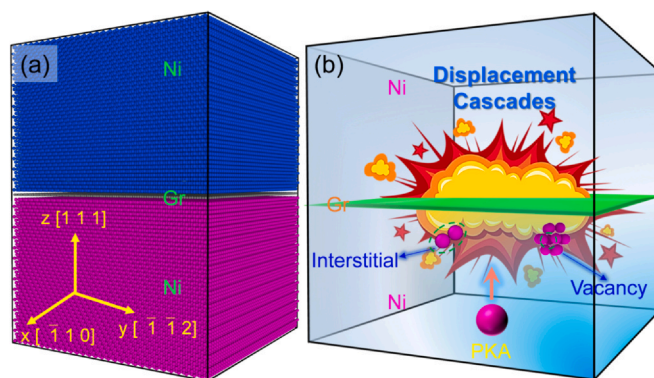 (a)
Ni
Gr
z [1 1 1]
Ni
x [ 1̅ 1 0]
y [ 1̅ 1̅ 2]
(b)
Displacement
Cascades
Ni
Gr
Interstitial
Vacancy
Ni
PKA